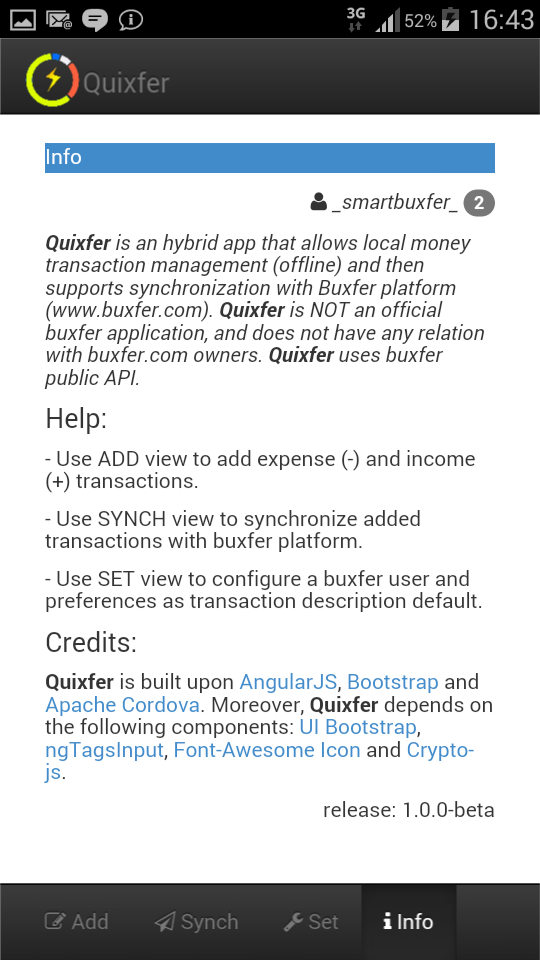 3G 52% 16:43
Quixfer
Info
_smartbuxfer_ 2
Quixfer is an hybrid app that allows local money
transaction management (offline) and then
supports synchronization with Buxfer platform
(www.buxfer.com). Quixfer is NOT an official
buxfer application, and does not have any relation
with buxfer.com owners. Quixfer uses buxfer
public API.
Help:
- Use ADD view to add expense (-) and income
(+) transactions.
- Use SYNCH view to synchronize added
transactions with buxfer platform.
- Use SET view to configure a buxfer user and
preferences as transaction description default.
Credits:
Quixfer is built upon AngularJS, Bootstrap and
Apache Cordova. Moreover, Quixfer depends on
the following components: UI Bootstrap,
ngTagsInput, Font-Awesome Icon and Crypto-
js.
release: 1.0.0-beta
Add Synch Set Info